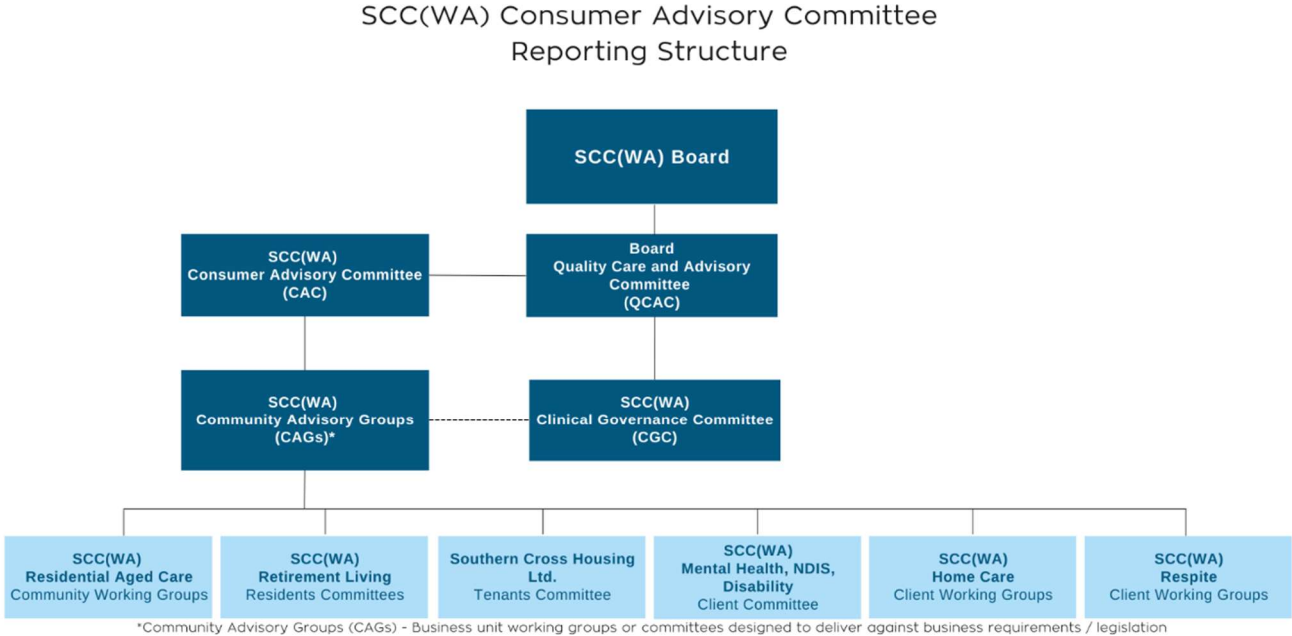 SCC(WA) Consumer Advisory Committee
Reporting Structure
SCC(WA) Board
SCC(WA)
Consumer Advisory Committee
(CAC)
Board
Quality Care and Advisory
Committee
(QCAC)
SCC(WA)
Community Advisory Groups
(CAGs)*
SCC(WA)
Clinical Governance Committee
(CGC)
SCC(WA)
Residential Aged Care
Community Working Groups
SCC(WA)
Retirement Living
Residents Committees
Southern Cross Housing
Ltd.
Tenants Committee
SCC(WA)
Mental Health, NDIS,
Disability
Client Committee
SCC(WA)
Home Care
Client Working Groups
SCC(WA)
Respite
Client Working Groups
*Community Advisory Groups (CAGs) - Business unit working groups or committees designed to deliver against business requirements / legislation